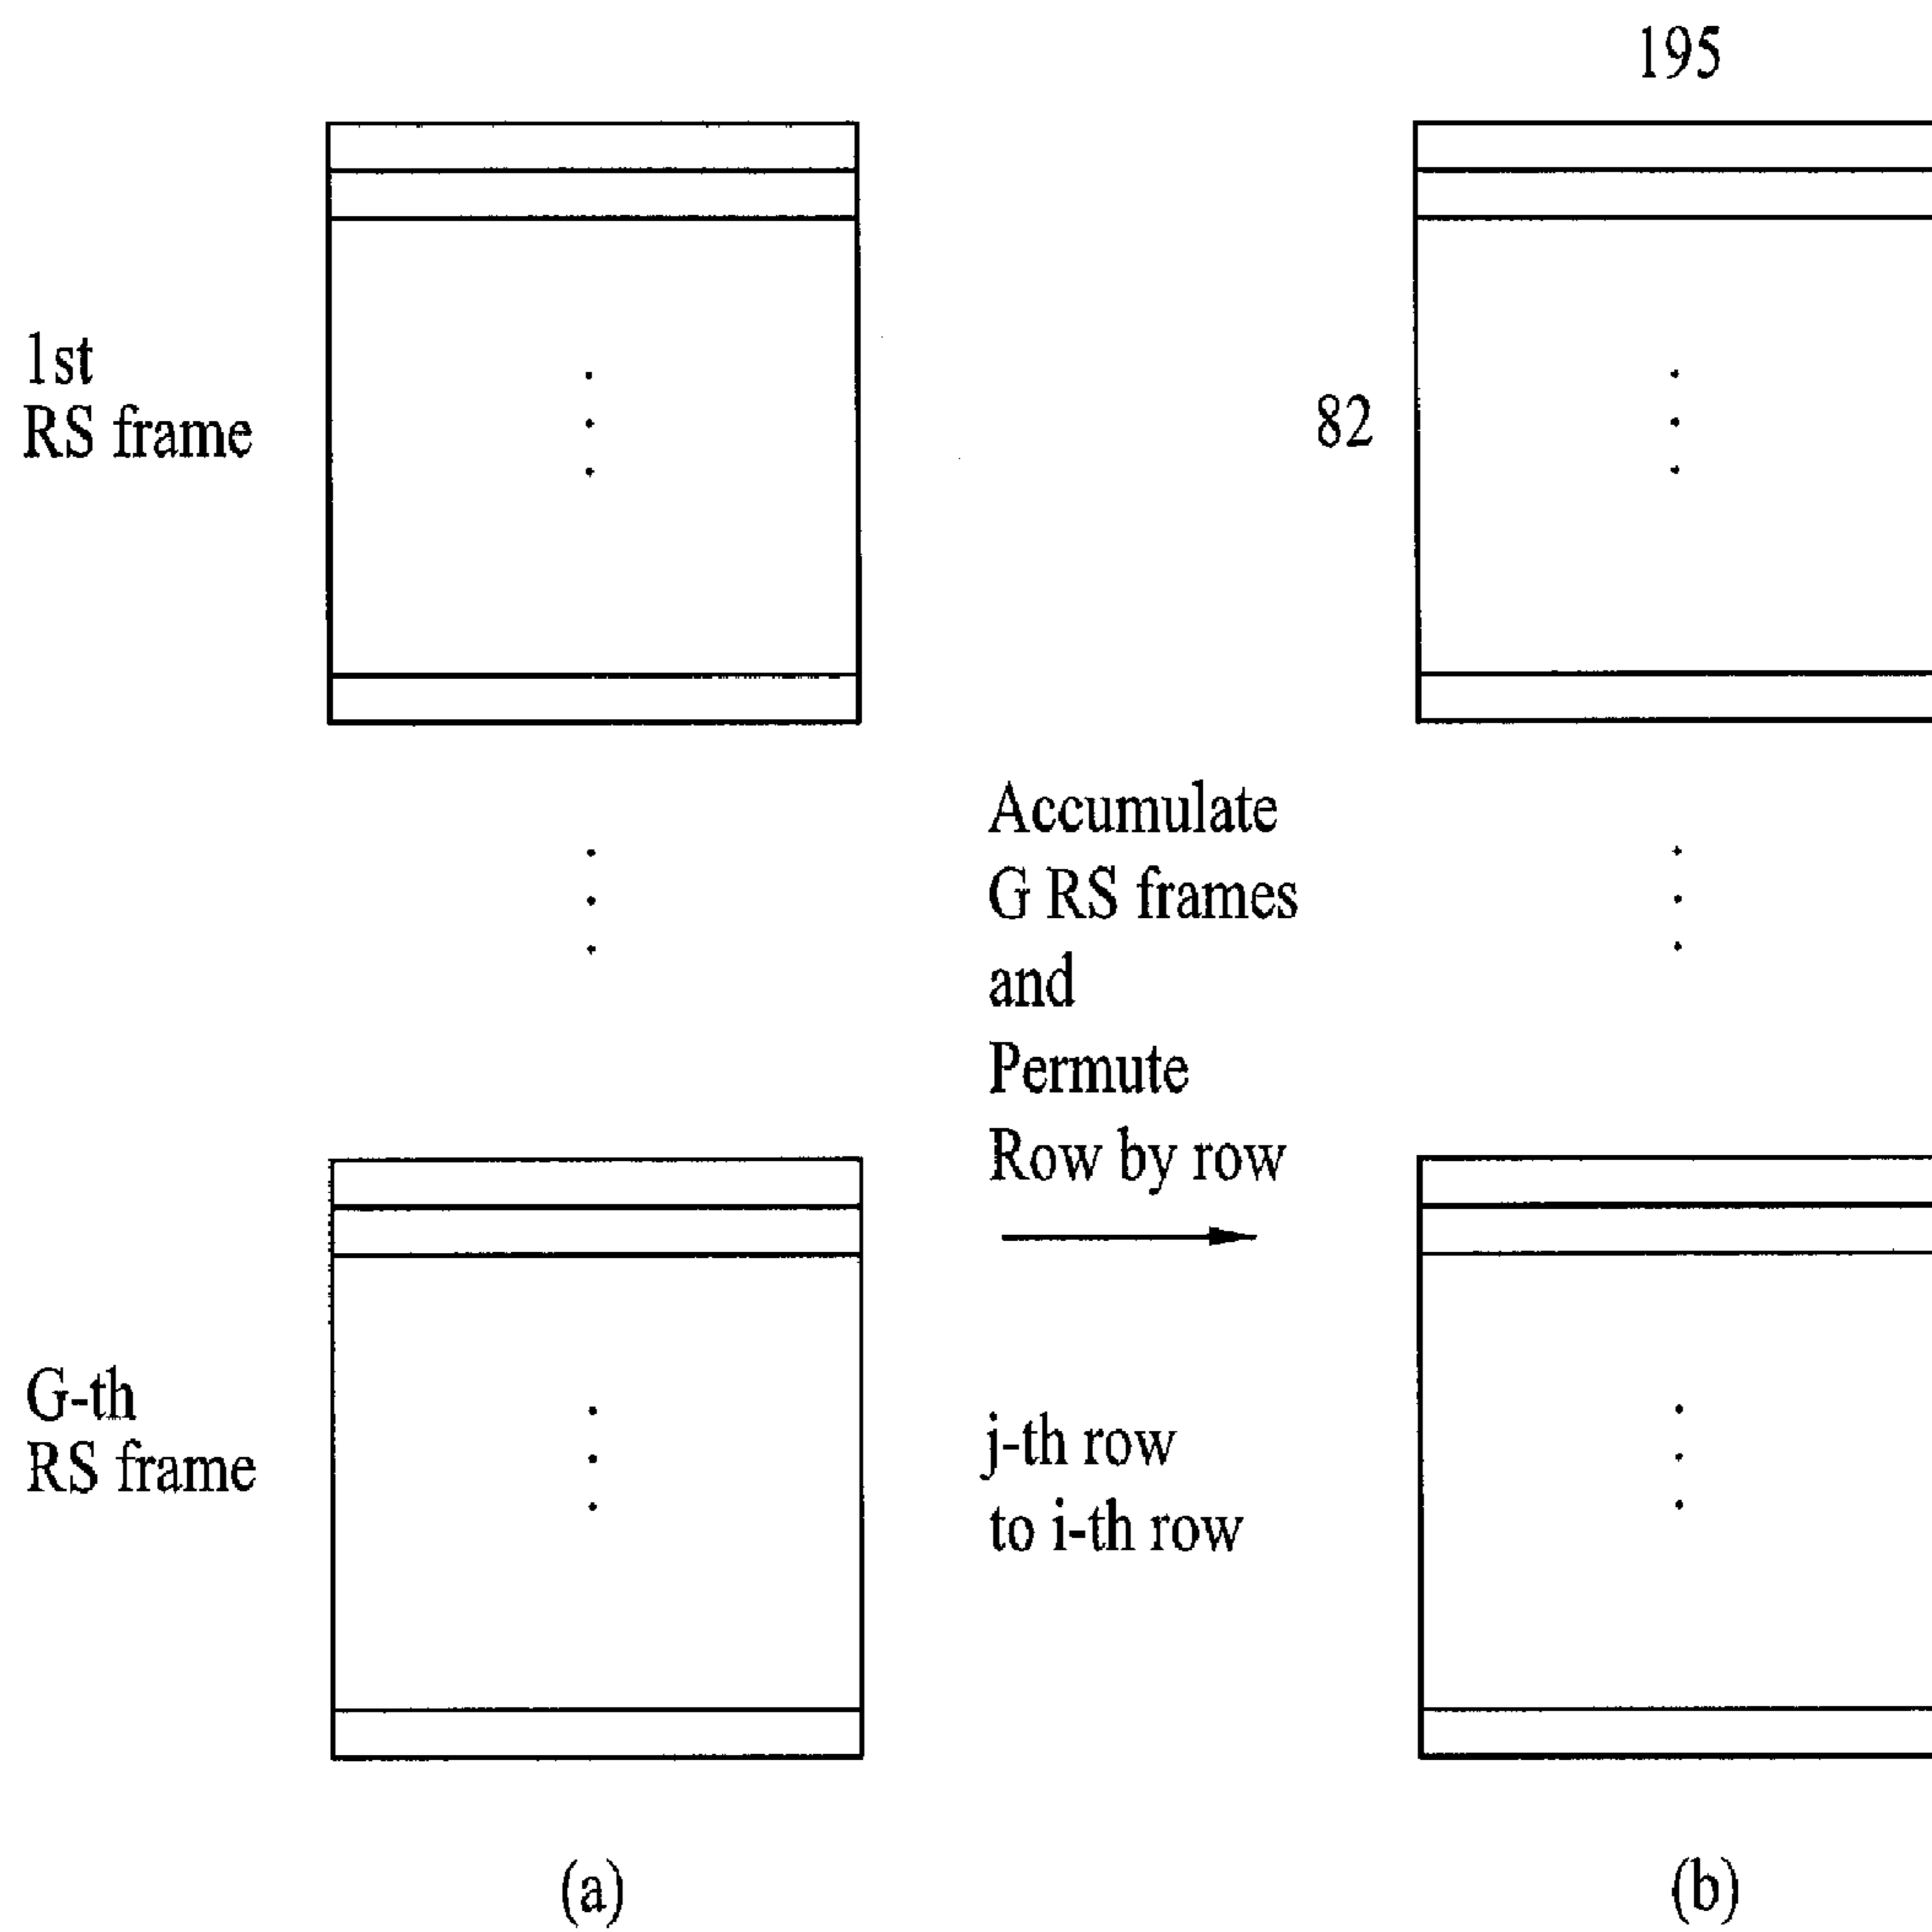 195
1st
RS frame
82
Accumulate
G RS frames
and
Permute
Row by row
G-th
RS frame
j-th row
to i-th row
(a)
(b)